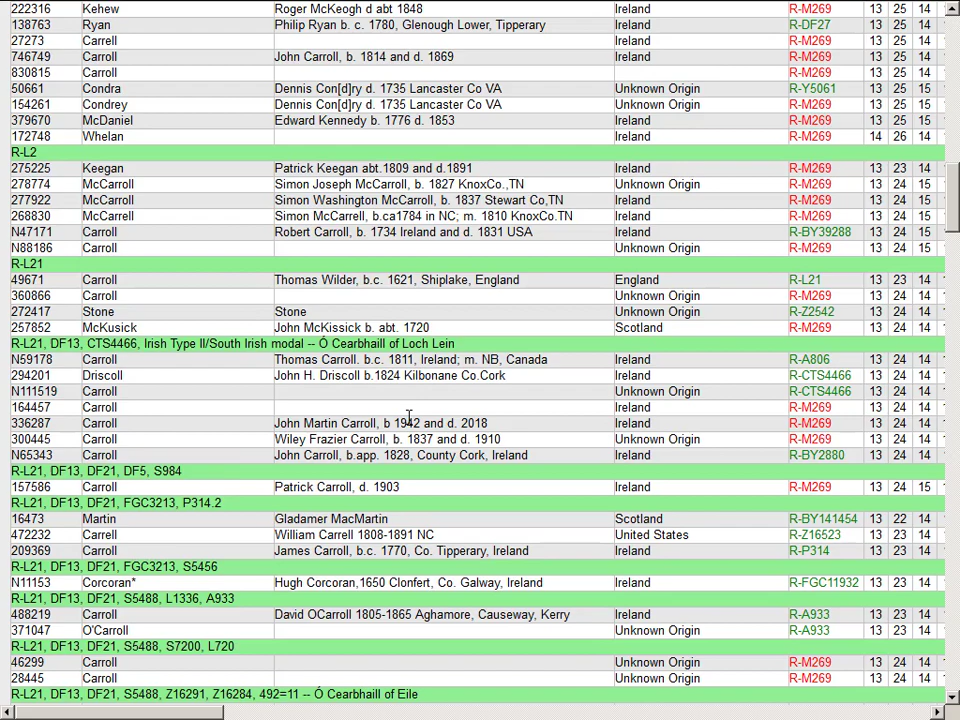 222316 Kehew Roger McKeogh d abt 1848 Ireland R-M269 13 25 14
138763 Ryan Philip Ryan b. c. 1780, Glenough Lower, Tipperary Ireland R-DF27 13 25 14
27273 Carrell Ireland R-M269 13 25 14
746749 Carroll John Carroll, b. 1814 and d. 1869 Ireland R-M269 13 25 14
830815 Carroll Ireland R-M269 13 25 14
50661 Condra Dennis Con[d]ry d. 1735 Lancaster Co VA Unknown Origin R-Y5061 13 25 15
154261 Condrey Dennis Con[d]ry d. 1735 Lancaster Co VA Unknown Origin R-M269 13 25 15
379670 McDaniel Edward Kennedy b. 1776 d. 1853 Ireland R-M269 13 25 15
172748 Whelan Ireland R-M269 14 26 14
R-L2
275225 Keegan Patrick Keegan abt.1809 and d.1891 Ireland R-M269 13 23 14
278774 McCarroll Simon Joseph McCarroll, b. 1827 KnoxCo.,TN Unknown Origin R-M269 13 24 15
277922 McCarroll Simon Washington McCarroll, b. 1837 Stewart Co,TN Ireland R-M269 13 24 15
268830 McCarrell Simon McCarrell, b.ca1784 in NC; m. 1810 KnoxCo.TN Ireland R-M269 13 24 15
N47171 Carroll Robert Carroll, b. 1734 Ireland and d. 1831 USA Ireland R-BY39288 13 24 15
N88186 Carroll Unknown Origin R-M269 13 24 15
R-L21
49671 Carroll Thomas Wilder, b.c. 1621, Shiplake, England England R-L21 13 23 14
360866 Carroll Unknown Origin R-M269 13 24 14
272417 Stone Stone Unknown Origin R-Z2542 13 24 14
257852 McKusick John McKissick b. abt. 1720 Scotland R-M269 13 24 14
R-L21, DF13, CTS4466, Irish Type II/South Irish modal -- Ó Cearbhaill of Loch Lein
N59178 Carroll Thomas Carroll. b.c. 1811, Ireland; m. NB, Canada Ireland R-A806 13 24 14
294201 Driscoll John H. Driscoll b.1824 Kilbonane Co.Cork Ireland R-CTS4466 13 24 14
N111519 Carroll Unknown Origin R-CTS4466 13 24 14
164457 Carroll Ireland R-M269 13 24 14
336287 Carroll John Martin Carroll, b 1942 and d. 2018 Ireland R-M269 13 24 14
300445 Carroll Wiley Frazier Carroll, b. 1837 and d. 1910 Unknown Origin R-M269 13 24 14
N65343 Carroll John Carroll, b.app. 1828, County Cork, Ireland Ireland R-BY2880 13 24 14
R-L21, DF13, DF21, DF5, S984
157586 Carroll Patrick Carroll, d. 1903 Ireland R-M269 13 24 15
R-L21, DF13, DF21, FGC3213, P314.2
16473 Martin Gladamer MacMartin Scotland R-BY141454 13 22 14
472232 Carrell William Carrell 1808-1891 NC United States R-Z16523 13 23 14
209369 Carroll James Carroll, b.c. 1770, Co. Tipperary, Ireland Ireland R-P314 13 23 14
R-L21, DF13, DF21, FGC3213, S5456
N11153 Corcoran* Hugh Corcoran,1650 Clonfert, Co. Galway, Ireland Ireland R-FGC11932 13 23 14
R-L21, DF13, DF21, S5488, L1336, A933
488219 Carroll David OCarroll 1805-1865 Aghamore, Causeway, Kerry Ireland R-A933 13 23 14
371047 O'Carroll Unknown Origin R-A933 13 23 14
R-L21, DF13, DF21, S5488, S7200, L720
46299 Carroll Unknown Origin R-M269 13 24 14
28445 Carroll Unknown Origin R-M269 13 24 14
R-L21, DF13, DF21, S5488, Z16291, Z16284, 492=11 -- Ó Cearbhaill of Eile